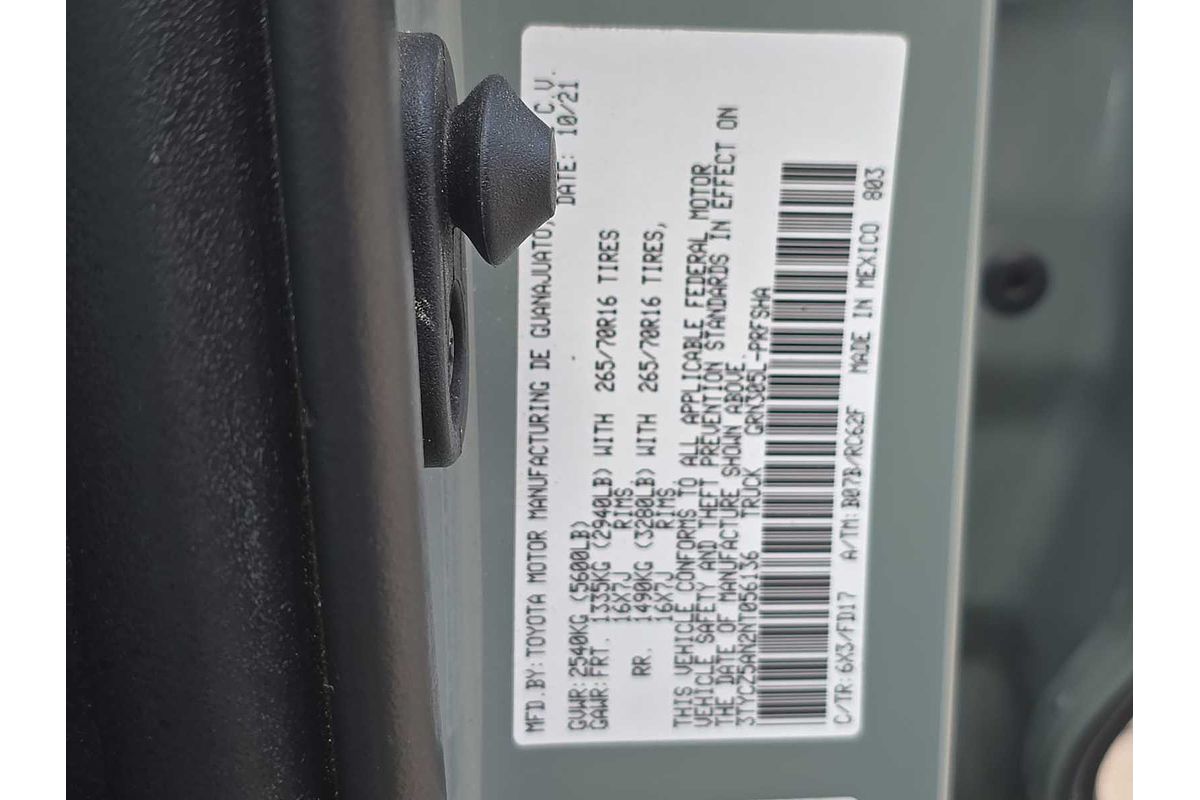 MFD.BY: TOYOTA MOTOR MANUFACTURING DE GUANAJUATO, C.V.
DATE: 10/21
GVWR: 2540KG (5600LB)
GAWR: FRT. 1335KG (2940LB) WITH 265/70R16 TIRES
16X7J RIMS,
RR. 1490KG (3280LB) WITH 265/70R16 TIRES,
16X7J RIMS
THIS VEHICLE CONFORMS TO ALL APPLICABLE FEDERAL MOTOR
VEHICLE SAFETY AND THEFT PREVENTION STANDARDS IN EFFECT ON
THE DATE OF MANUFACTURE SHOWN ABOVE.
3TYCZ5AN2NT056136 TRUCK GRN305L-PRFSHA
C/TR: 6X3/FD17 A/TM: B07B/RC62F MADE IN MEXICO 803